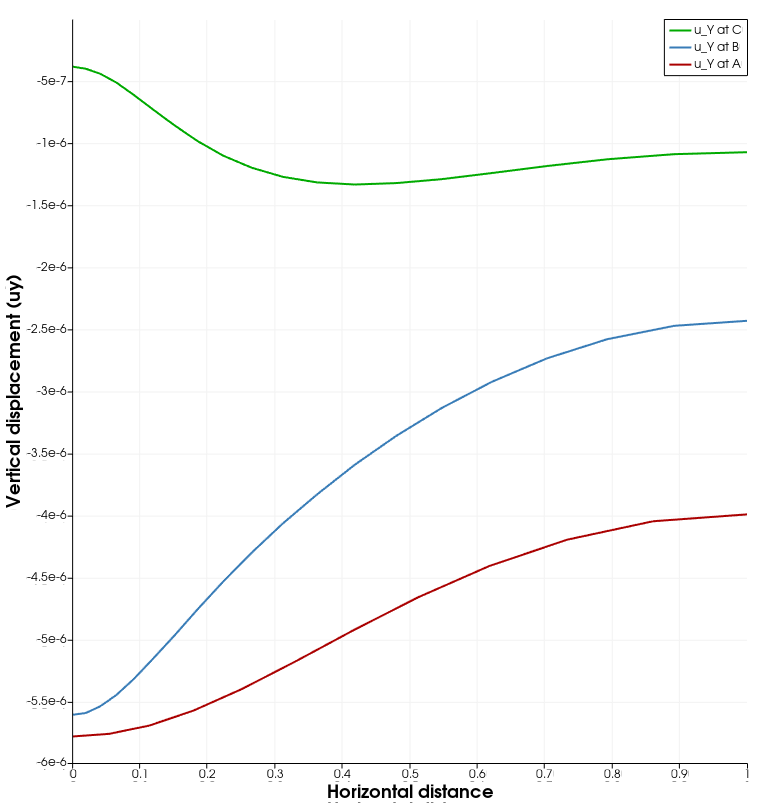 u_Y at C
u_Y at B
u_Y at A
-5e-7
-1e-6
-1.5e-6
-2e-6
-2.5e-6
-3e-6
-3.5e-6
-4e-6
-4.5e-6
-5e-6
-5.5e-6
-6e-6
Vertical displacement (uy)
0 0.1 0.2 0.3 0.4 0.5 0.6 0.7 0.8 0.9 1
Horizontal distance